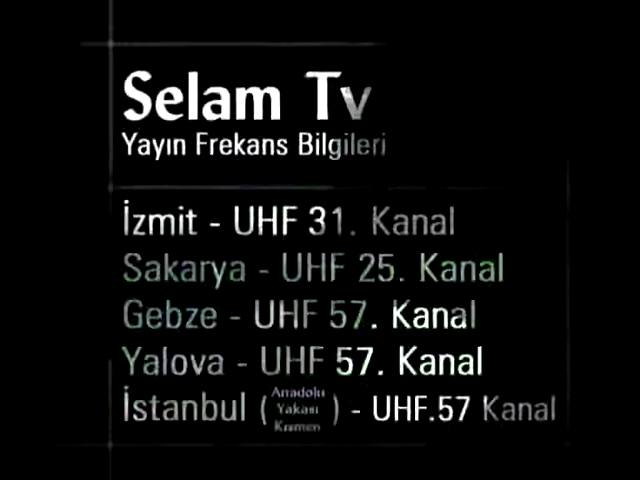 Selam Tv
Yayın Frekans Bilgileri
İzmit - UHF 31. Kanal
Sakarya - UHF 25. Kanal
Gebze - UHF 57. Kanal
Yalova - UHF 57. Kanal
İstanbul ( Anadolu Yakası Kısmen ) - UHF.57 Kanal